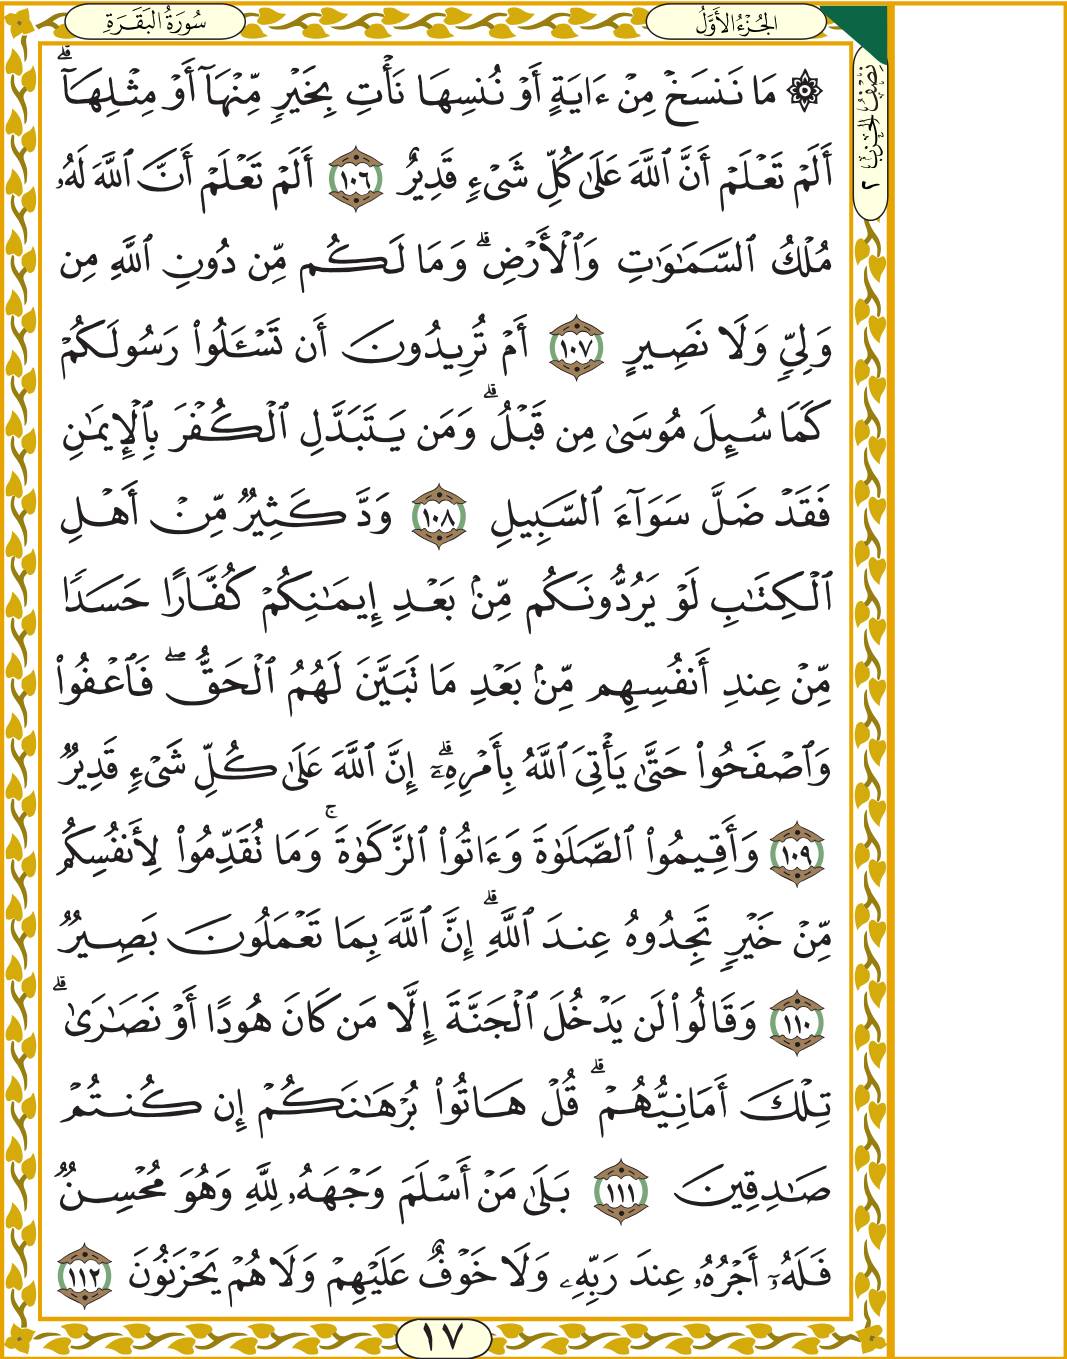 سُورَةُ البَقَرَةِ
الجُزْءُ الأَوَّلُ
نِصْفُ الحِزْبِ ٢
۞ مَا نَنسَخۡ مِنۡ ءَايَةٍ أَوۡ نُنسِهَا نَأۡتِ بِخَيۡرٖ مِّنۡهَآ أَوۡ مِثۡلِهَآۗ
أَلَمۡ تَعۡلَمۡ أَنَّ ٱللَّهَ عَلَىٰ كُلِّ شَيۡءٖ قَدِيرٌ ١٠٦ أَلَمۡ تَعۡلَمۡ أَنَّ ٱللَّهَ لَهُۥ
مُلۡكُ ٱلسَّمَٰوَٰتِ وَٱلۡأَرۡضِۗ وَمَا لَكُم مِّن دُونِ ٱللَّهِ مِن
وَلِيّٖ وَلَا نَصِيرٍ ١٠٧ أَمۡ تُرِيدُونَ أَن تَسۡـَٔلُواْ رَسُولَكُمۡ
كَمَا سُئِلَ مُوسَىٰ مِن قَبۡلُۗ وَمَن يَتَبَدَّلِ ٱلۡكُفۡرَ بِٱلۡإِيمَٰنِ
فَقَدۡ ضَلَّ سَوَآءَ ٱلسَّبِيلِ ١٠٨ وَدَّ كَثِيرٞ مِّنۡ أَهۡلِ
ٱلۡكِتَٰبِ لَوۡ يَرُدُّونَكُم مِّنۢ بَعۡدِ إِيمَٰنِكُمۡ كُفَّارًا حَسَدٗا
مِّنۡ عِندِ أَنفُسِهِم مِّنۢ بَعۡدِ مَا تَبَيَّنَ لَهُمُ ٱلۡحَقُّۖ فَٱعۡفُواْ
وَٱصۡفَحُواْ حَتَّىٰ يَأۡتِيَ ٱللَّهُ بِأَمۡرِهِۦٓۗ إِنَّ ٱللَّهَ عَلَىٰ كُلِّ شَيۡءٖ قَدِيرٞ
١٠٩ وَأَقِيمُواْ ٱلصَّلَوٰةَ وَءَاتُواْ ٱلزَّكَوٰةَۚ وَمَا تُقَدِّمُواْ لِأَنفُسِكُم
مِّنۡ خَيۡرٖ تَجِدُوهُ عِندَ ٱللَّهِۗ إِنَّ ٱللَّهَ بِمَا تَعۡمَلُونَ بَصِيرٞ
١١٠ وَقَالُواْ لَن يَدۡخُلَ ٱلۡجَنَّةَ إِلَّا مَن كَانَ هُودًا أَوۡ نَصَٰرَىٰۗ
تِلۡكَ أَمَانِيُّهُمۡۗ قُلۡ هَاتُواْ بُرۡهَٰنَكُمۡ إِن كُنتُمۡ
صَٰدِقِينَ ١١١ بَلَىٰ مَنۡ أَسۡلَمَ وَجۡهَهُۥ لِلَّهِ وَهُوَ مُحۡسِنٞ
فَلَهُۥٓ أَجۡرُهُۥ عِندَ رَبِّهِۦ وَلَا خَوۡفٌ عَلَيۡهِمۡ وَلَا هُمۡ يَحۡزَنُونَ ١١٢
١٧